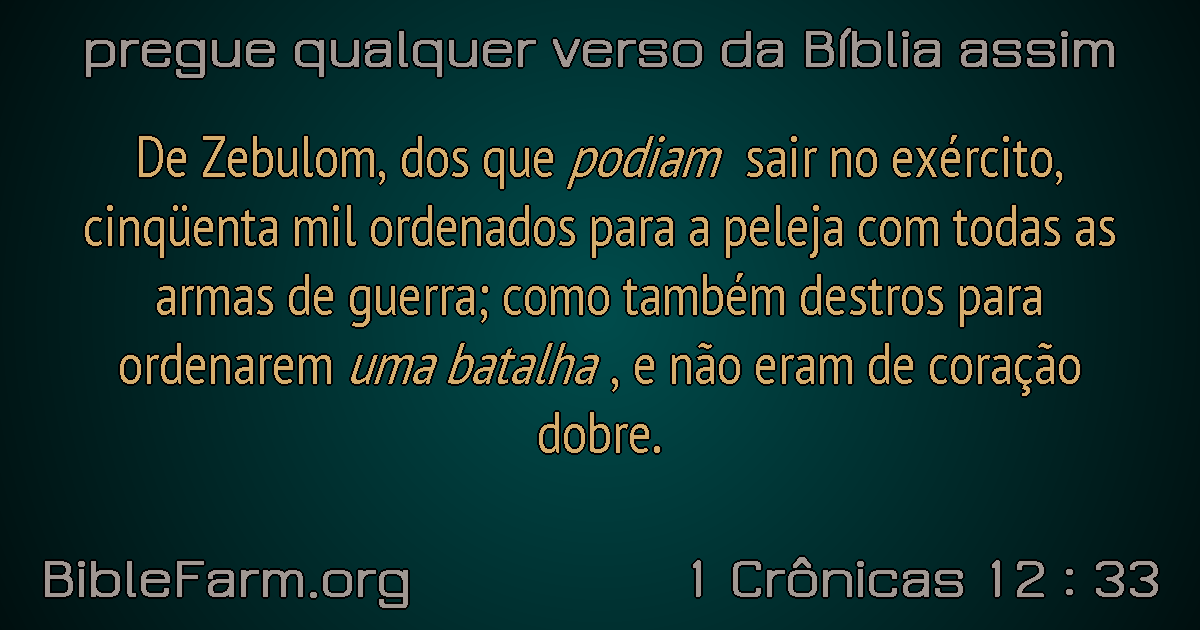 pregue qualquer verso da Bíblia assim
De Zebulom, dos que podiam sair no exército,
cinqüenta mil ordenados para a peleja com todas as
armas de guerra; como também destros para
ordenarem uma batalha , e não eram de coração
dobre.
BibleFarm.org
1 Crônicas 12 : 33